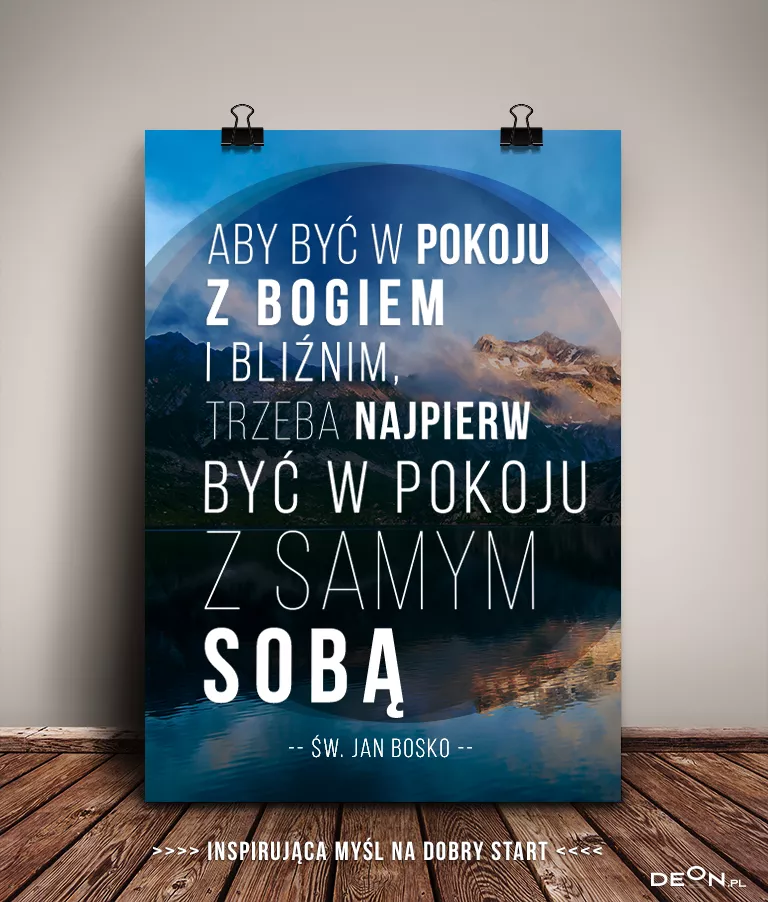 ABY BYĆ W POKOJU
Z BOGIEM
I BLIŹNIM,
TRZEBA NAJPIERW
BYĆ W POKOJU
Z SAMYM
SOBĄ
-- ŚW. JAN BOSKO --
>>>> INSPIRUJĄCA MYŚL NA DOBRY START <<<<
DEON.PL